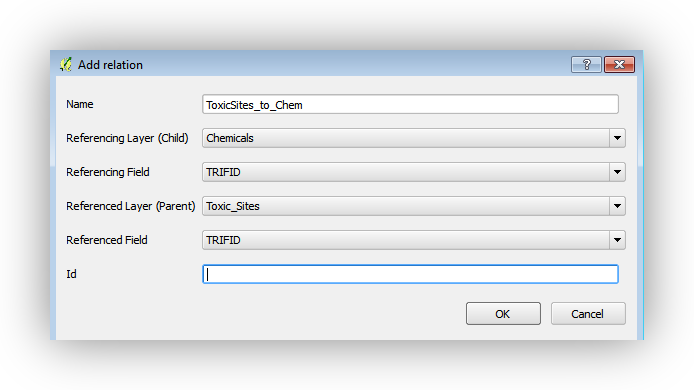 Add relation
Name ToxicSites_to_Chem
Referencing Layer (Child) Chemicals
Referencing Field TRIFID
Referenced Layer (Parent) Toxic_Sites
Referenced Field TRIFID
Id
OK Cancel